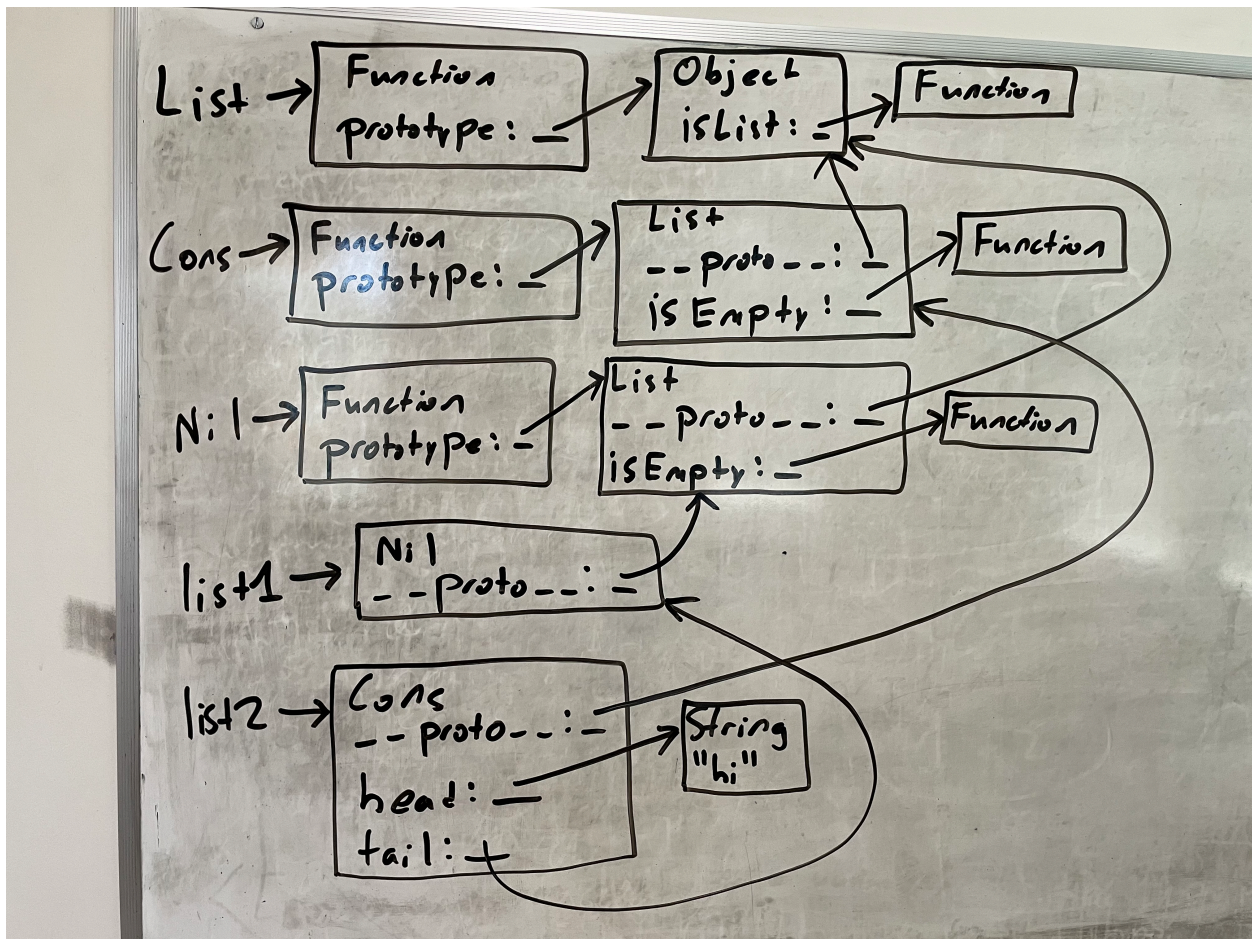 List
Function
prototype: _
Object
isList: _
Function
Cons
Function
prototype: _
List
__proto__: _
isEmpty: _
Function
Nil
Function
prototype: _
List
__proto__: _
isEmpty: _
Function
list1
Nil
__proto__: _
list2
Cons
__proto__: _
head: _
tail: _
String
"hi"